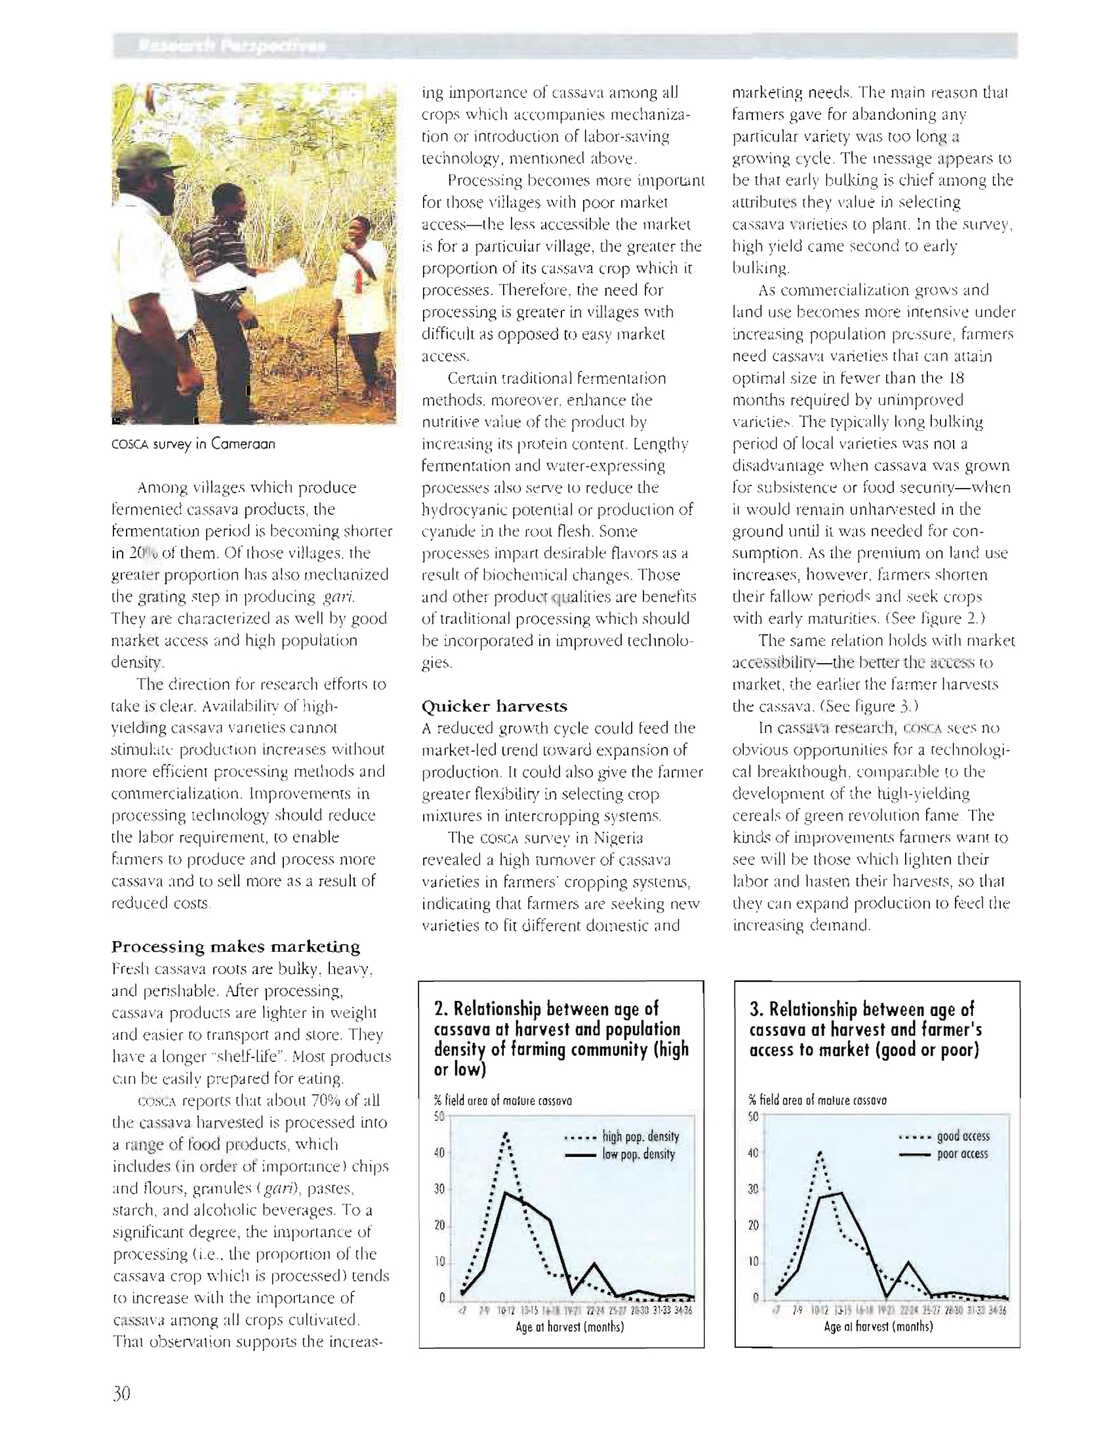 Research Perspectives
COSCA survey in Cameroon
Among villages which produce
fermented cassava products, the
fermentation period is becoming shorter
in 20% of them. Of those villages, the
greater proportion has also mechanized
the grating step in producing gari.
They are characterized as well by good
market access and high population
density.
The direction for research efforts to
take is clear. Availability of high-
yielding cassava varieties cannot
stimulate production increases without
more efficient processing methods and
commercialization. Improvements in
processing technology should reduce
the labor requirement, to enable
farmers to produce and process more
cassava and to sell more as a result of
reduced costs.
Processing makes marketing
Fresh cassava roots are bulky, heavy,
and perishable. After processing,
cassava products are lighter in weight
and easier to transport and store. They
have a longer "shelf-life". Most products
can be easily prepared for eating.
COSCA reports that about 70% of all
the cassava harvested is processed into
a range of food products, which
includes (in order of importance) chips
and flours, granules (gari), pastes,
starch, and alcoholic beverages. To a
significant degree, the importance of
processing (i.e., the proportion of the
cassava crop which is processed) tends
to increase with the importance of
cassava among all crops cultivated.
That observation supports the increas-
ing importance of cassava among all
crops which accompanies mechaniza-
tion or introduction of labor-saving
technology, mentioned above.
Processing becomes more important
for those villages with poor market
access—the less accessible the market
is for a particular village, the greater the
proportion of its cassava crop which it
processes. Therefore, the need for
processing is greater in villages with
difficult as opposed to easy market
access.
Certain traditional fermentation
methods, moreover, enhance the
nutritive value of the product by
increasing its protein content. Lengthy
fermentation and water-expressing
processes also serve to reduce the
hydrocyanic potential or production of
cyanide in the root flesh. Some
processes impart desirable flavors as a
result of biochemical changes. Those
and other product qualities are benefits
of traditional processing which should
be incorporated in improved technolo-
gies.
Quicker harvests
A reduced growth cycle could feed the
market-led trend toward expansion of
production. It could also give the farmer
greater flexibility in selecting crop
mixtures in intercropping systems.
The COSCA survey in Nigeria
revealed a high turnover of cassava
varieties in farmers' cropping systems,
indicating that farmers are seeking new
varieties to fit different domestic and
marketing needs. The main reason that
farmers gave for abandoning any
particular variety was too long a
growing cycle. The message appears to
be that early bulking is chief among the
attributes they value in selecting
cassava varieties to plant. In the survey,
high yield came second to early
bulking.
As commercialization grows and
land use becomes more intensive under
increasing population pressure, farmers
need cassava varieties that can attain
optimal size in fewer than the 18
months required by unimproved
varieties. The typically long bulking
period of local varieties was not a
disadvantage when cassava was grown
for subsistence or food security—when
it would remain unharvested in the
ground until it was needed for con-
sumption. As the premium on land use
increases, however, farmers shorten
their fallow periods and seek crops
with early maturities. (See figure 2.)
The same relation holds with market
accessibility—the better the access to
market, the earlier the farmer harvests
the cassava. (See figure 3.)
In cassava research, COSCA sees no
obvious opportunities for a technologi-
cal breakthough, comparable to the
development of the high-yielding
cereals of green revolution fame. The
kinds of improvements farmers want to
see will be those which lighten their
labor and hasten their harvests, so that
they can expand production to feed the
increasing demand.
2. Relationship between age of
cassava at harvest and population
density of farming community (high
or low)
% field area of mature cassava
50
high pop. density
40
low pop. density
30
20
10
0
<7 7-9 10-12 13-15 16-18 19-21 22-24 25-27 28-30 31-33 34-36
Age at harvest (months)
3. Relationship between age of
cassava at harvest and farmer's
access to market (good or poor)
% field area of mature cassava
50
good access
40
poor access
30
20
10
0
<7 7-9 10-12 13-15 16-18 19-21 22-24 25-27 28-30 31-33 34-36
Age at harvest (months)
30